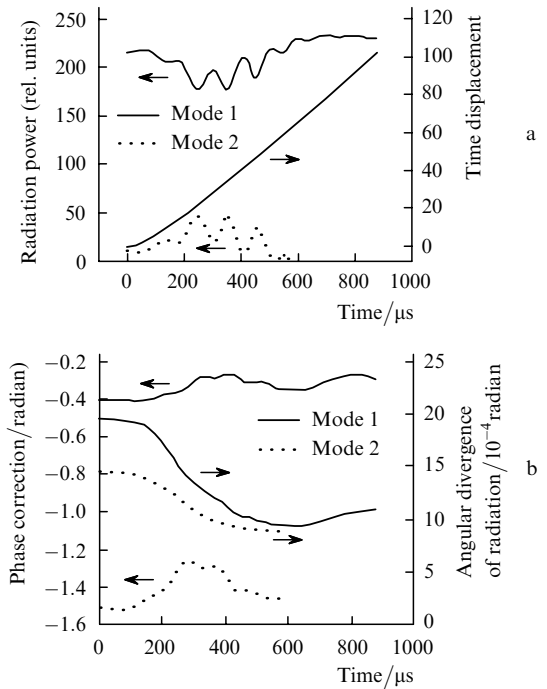 250
200
150
100
50
0
Radiation power (rel. units)
Mode 1
Mode 2
120
100
80
60
40
20
0
Time displacement
a
0 200 400 600 800 1000
Time/µs
−0.2
−0.4
−0.6
−0.8
−1.0
−1.2
−1.4
−1.6
Phase correction/radian)
Mode 1
Mode 2
25
20
15
10
5
0
Angular divergence
of radiation/10⁻⁴ radian
b
0 200 400 600 800 1000
Time/µs